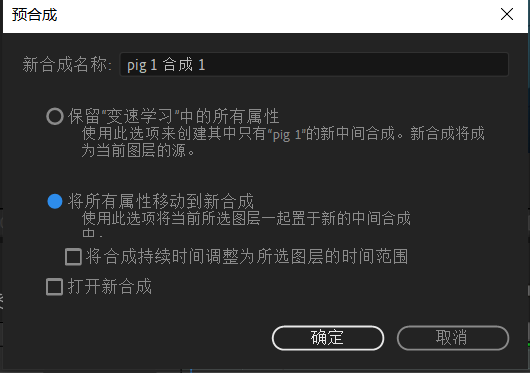 预合成
新合成名称: pig 1 合成 1
保留"变速学习"中的所有属性
使用此选项来创建其中只有"pig 1"的新中间合成。新合成将成
为当前图层的源。
将所有属性移动到新合成
使用此选项将当前所选图层一起置于新的中间合成
中。
将合成持续时间调整为所选图层的时间范围
打开新合成
确定
取消